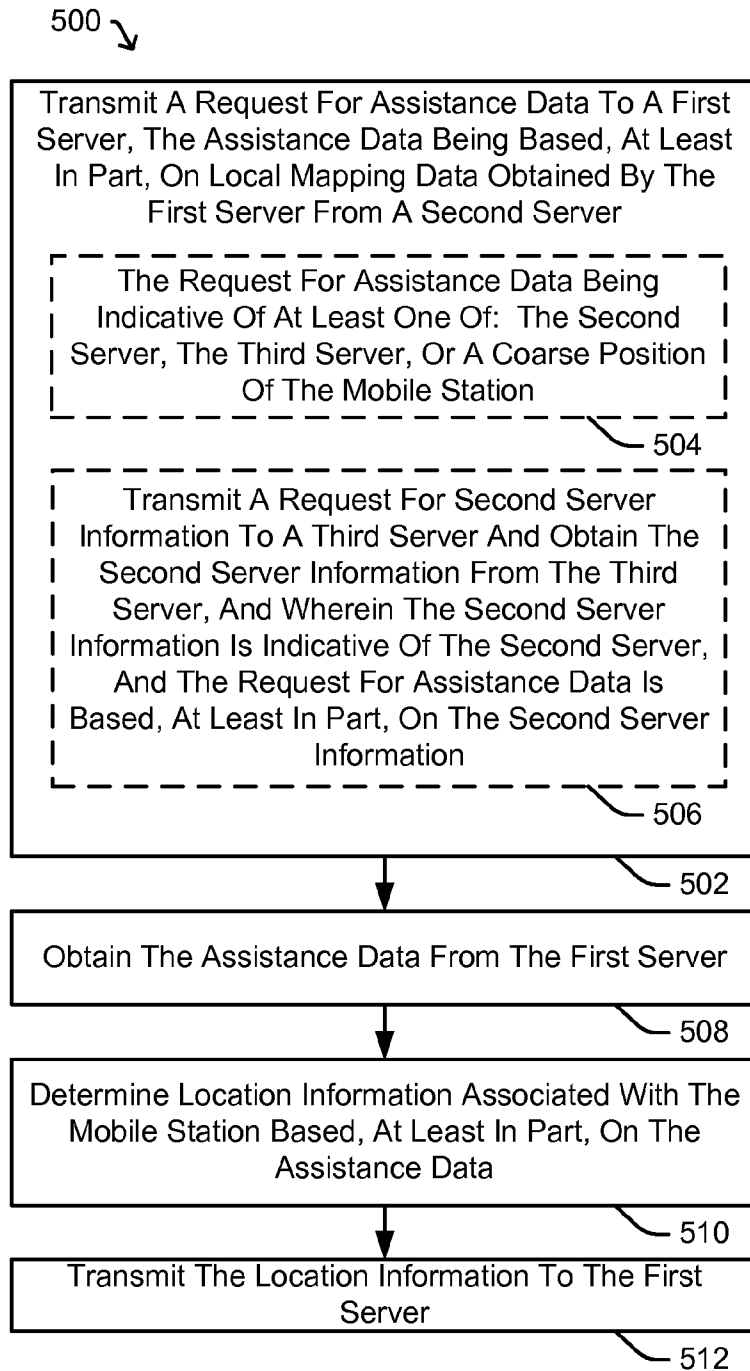 500
Transmit A Request For Assistance Data To A First
Server, The Assistance Data Being Based, At Least
In Part, On Local Mapping Data Obtained By The
First Server From A Second Server
The Request For Assistance Data Being
Indicative Of At Least One Of:  The Second
Server, The Third Server, Or A Coarse Position
Of The Mobile Station
504
Transmit A Request For Second Server
Information To A Third Server And Obtain The
Second Server Information From The Third
Server, And Wherein The Second Server
Information Is Indicative Of The Second Server,
And The Request For Assistance Data Is
Based, At Least In Part, On The Second Server
Information
506
502
Obtain The Assistance Data From The First Server
508
Determine Location Information Associated With The
Mobile Station Based, At Least In Part, On The
Assistance Data
510
Transmit The Location Information To The First
Server
512